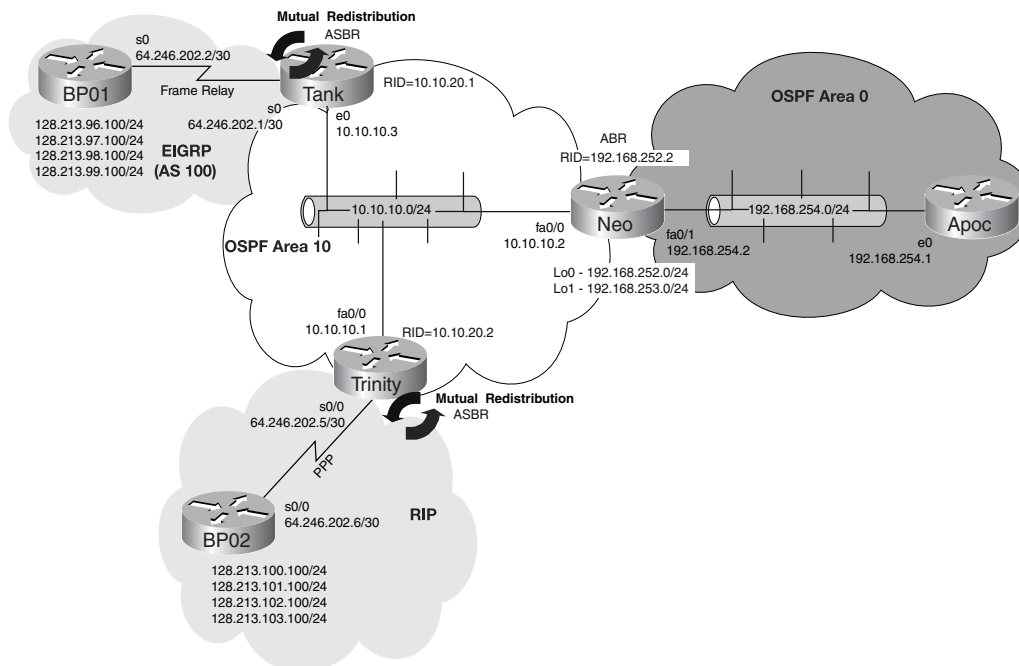 Mutual Redistribution
ASBR
s0
64.246.202.2/30
BP01
Frame Relay
Tank
RID=10.10.20.1
s0
64.246.202.1/30
e0
10.10.10.3
128.213.96.100/24
128.213.97.100/24
128.213.98.100/24
128.213.99.100/24
EIGRP
(AS 100)
OSPF Area 0
ABR
RID=192.168.252.2
10.10.10.0/24
Neo
192.168.254.0/24
Apoc
fa0/0
10.10.10.2
fa0/1
192.168.254.2
e0
192.168.254.1
OSPF Area 10
Lo0 - 192.168.252.0/24
Lo1 - 192.168.253.0/24
fa0/0
10.10.10.1
RID=10.10.20.2
Trinity
Mutual Redistribution
ASBR
s0/0
64.246.202.5/30
PPP
s0/0
64.246.202.6/30
RIP
BP02
128.213.100.100/24
128.213.101.100/24
128.213.102.100/24
128.213.103.100/24